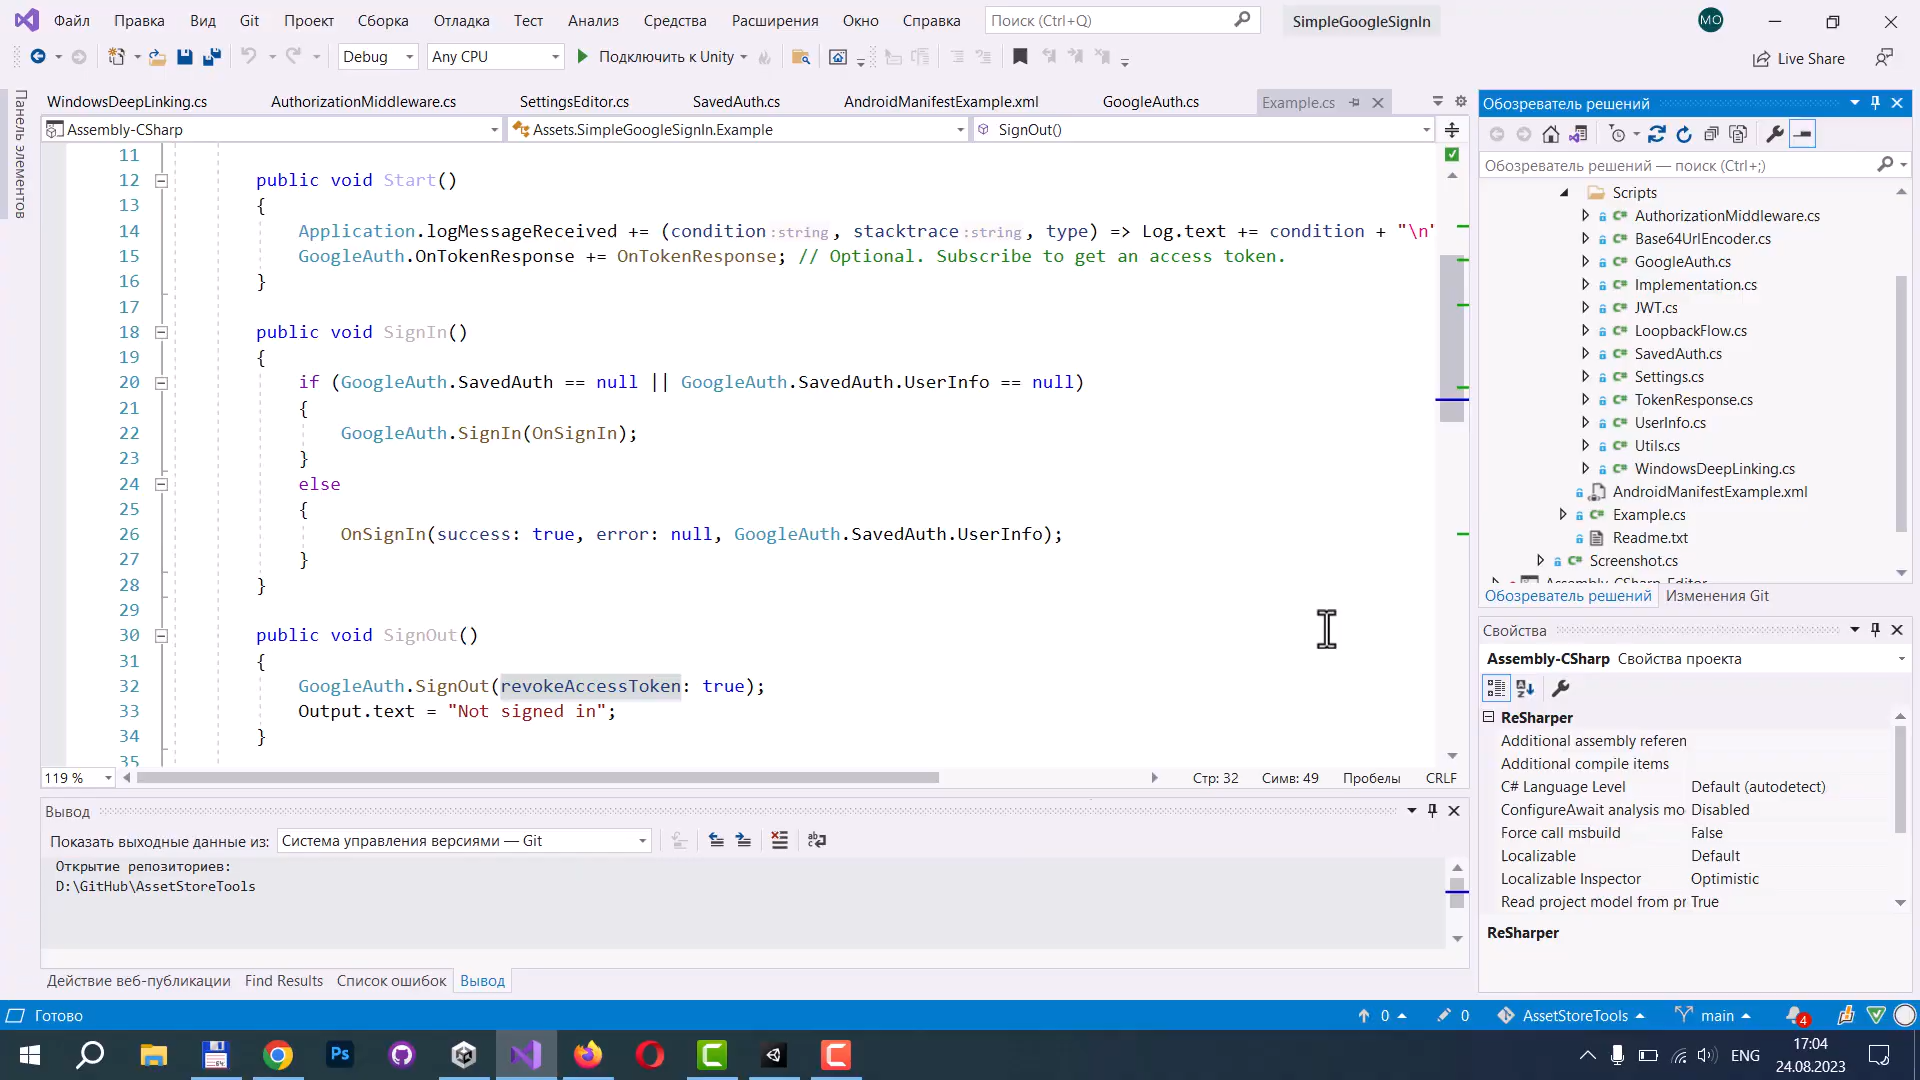 Файл Правка Вид Git Проект Сборка Отладка Тест Анализ Средства Расширения Окно Справка Поиск (Ctrl+Q) SimpleGoogleSignIn MO
Debug Any CPU Подключить к Unity Live Share
Панель элементов
WindowsDeepLinking.cs AuthorizationMiddleware.cs SettingsEditor.cs SavedAuth.cs AndroidManifestExample.xml GoogleAuth.cs Example.cs
Assembly-CSharp Assets.SimpleGoogleSignIn.Example SignOut()
11
12 public void Start()
13 {
14 Application.logMessageReceived += (condition:string, stacktrace:string, type) => Log.text += condition + "\n'
15 GoogleAuth.OnTokenResponse += OnTokenResponse; // Optional. Subscribe to get an access token.
16 }
17
18 public void SignIn()
19 {
20 if (GoogleAuth.SavedAuth == null || GoogleAuth.SavedAuth.UserInfo == null)
21 {
22 GoogleAuth.SignIn(OnSignIn);
23 }
24 else
25 {
26 OnSignIn(success: true, error: null, GoogleAuth.SavedAuth.UserInfo);
27 }
28 }
29
30 public void SignOut()
31 {
32 GoogleAuth.SignOut(revokeAccessToken: true);
33 Output.text = "Not signed in";
34 }
35
119 % Стр: 32 Симв: 49 Пробелы CRLF
Вывод
Показать выходные данные из: Система управления версиями — Git
Открытие репозиториев:
D:\GitHub\AssetStoreTools
Действие веб-публикации Find Results Список ошибок Вывод
Обозреватель решений
Обозреватель решений — поиск (Ctrl+;)
Scripts
C# AuthorizationMiddleware.cs
C# Base64UrlEncoder.cs
C# GoogleAuth.cs
C# Implementation.cs
C# JWT.cs
C# LoopbackFlow.cs
C# SavedAuth.cs
C# Settings.cs
C# TokenResponse.cs
C# UserInfo.cs
C# Utils.cs
C# WindowsDeepLinking.cs
AndroidManifestExample.xml
C# Example.cs
Readme.txt
C# Screenshot.cs
Assembly-CSharp-Editor
Обозреватель решений Изменения Git
Свойства
Assembly-CSharp Свойства проекта
ReSharper
Additional assembly referen
Additional compile items
C# Language Level Default (autodetect)
ConfigureAwait analysis mo Disabled
Force call msbuild False
Localizable Default
Localizable Inspector Optimistic
Read project model from pr True
ReSharper
Готово 0 0 AssetStoreTools main 4
64 Ps ENG 17:04
24.08.2023